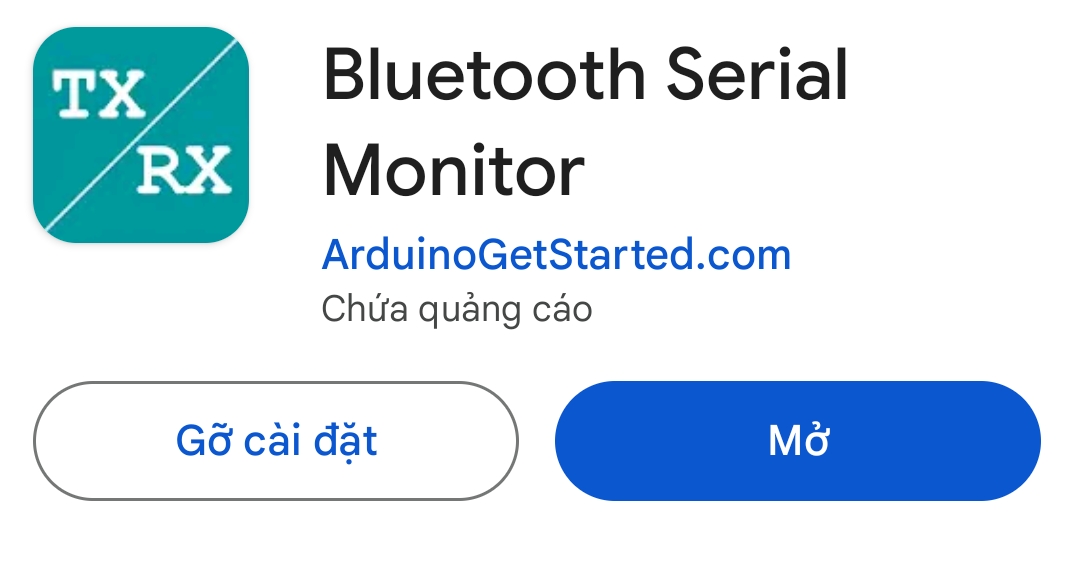 TX
RX
Bluetooth Serial
Monitor
ArduinoGetStarted.com
Chứa quảng cáo
Gỡ cài đặt
Mở